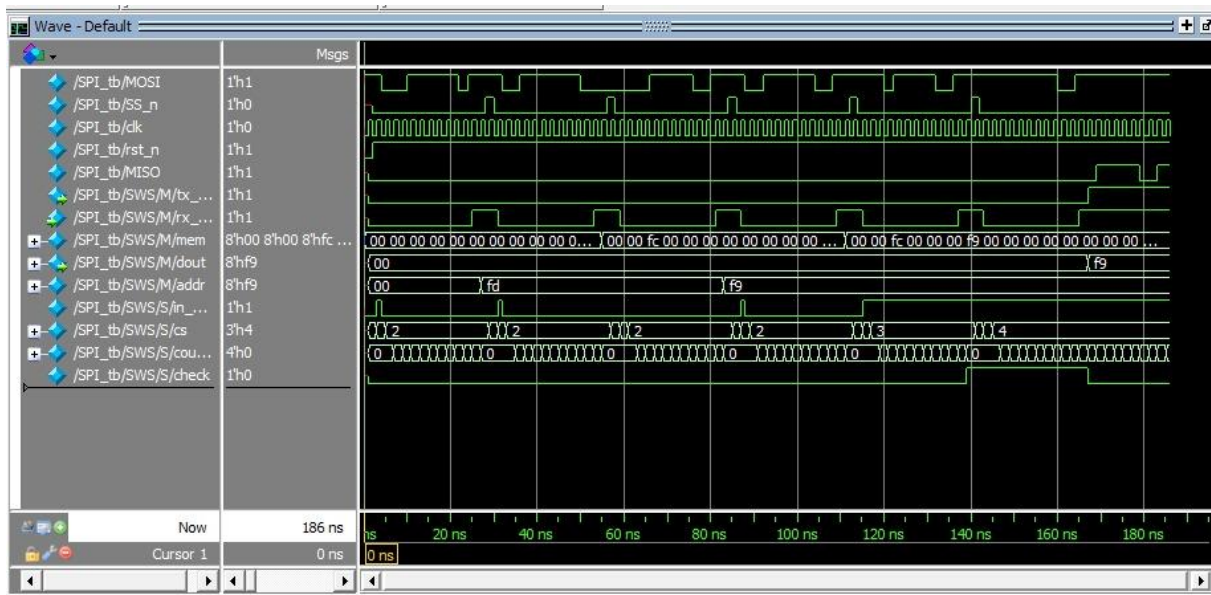 Wave - Default
Msgs
/SPI_tb/MOSI 1'h1
/SPI_tb/SS_n 1'h0
/SPI_tb/clk 1'h0
/SPI_tb/rst_n 1'h1
/SPI_tb/MISO 1'h1
/SPI_tb/SWS/M/tx_... 1'h1
/SPI_tb/SWS/M/rx_... 1'h1
/SPI_tb/SWS/M/mem 8'h00 8'h00 8'hfc ... 00 00 00 00 00 00 00 00 00 00 0... 00 00 fc 00 00 00 00 00 00 00 00 ... 00 00 fc 00 00 00 f9 00 00 00 00 00 00 00 00 ...
/SPI_tb/SWS/M/dout 8'hf9 00 f9
/SPI_tb/SWS/M/addr 8'hf9 00 fd f9
/SPI_tb/SWS/S/in_... 1'h1
/SPI_tb/SWS/S/cs 3'h4 2 2 2 2 3 4
/SPI_tb/SWS/S/cou... 4'h0 0 0 0 0 0 0
/SPI_tb/SWS/S/check 1'h0
Now 186 ns ns 20 ns 40 ns 60 ns 80 ns 100 ns 120 ns 140 ns 160 ns 180 ns
Cursor 1 0 ns 0 ns